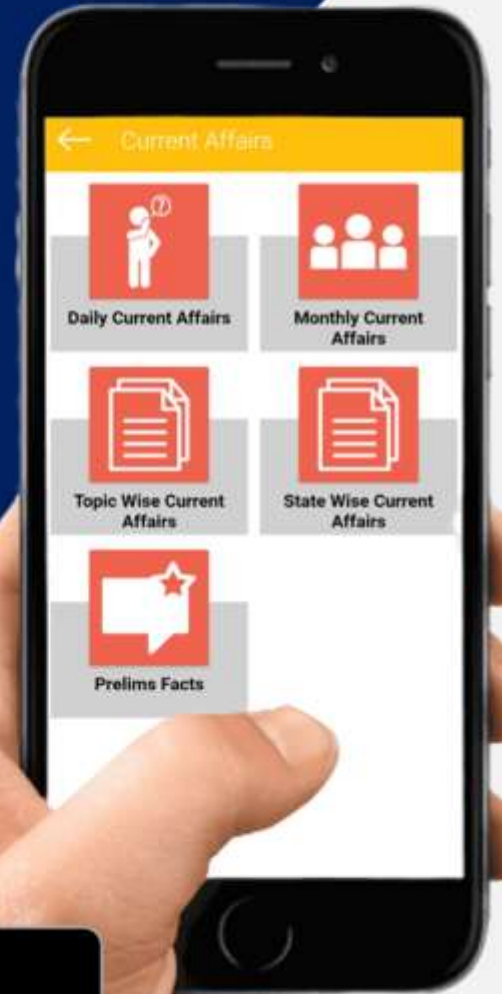 Current Affairs
Daily Current Affairs
Monthly Current
Affairs
Topic Wise Current
Affairs
State Wise Current
Affairs
Prelims Facts